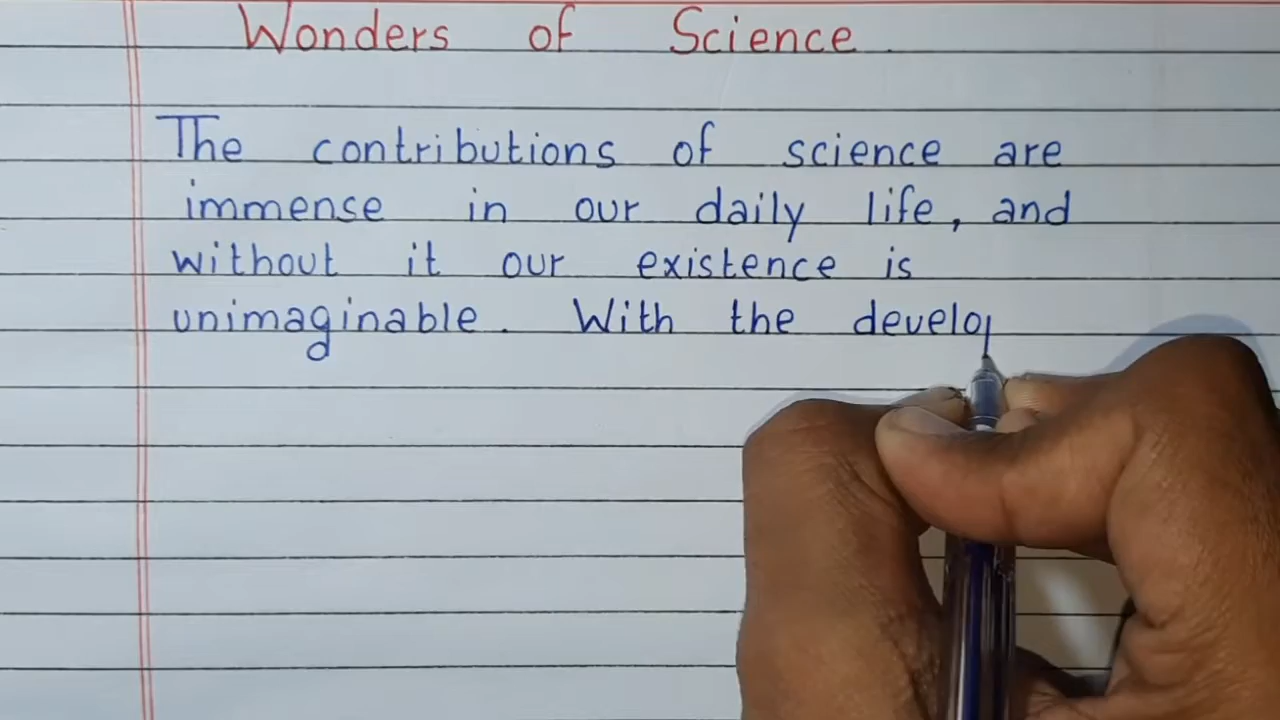 Wonders of Science
The contributions of science are
immense in our daily life, and
without it our existence is
unimaginable. With the develop